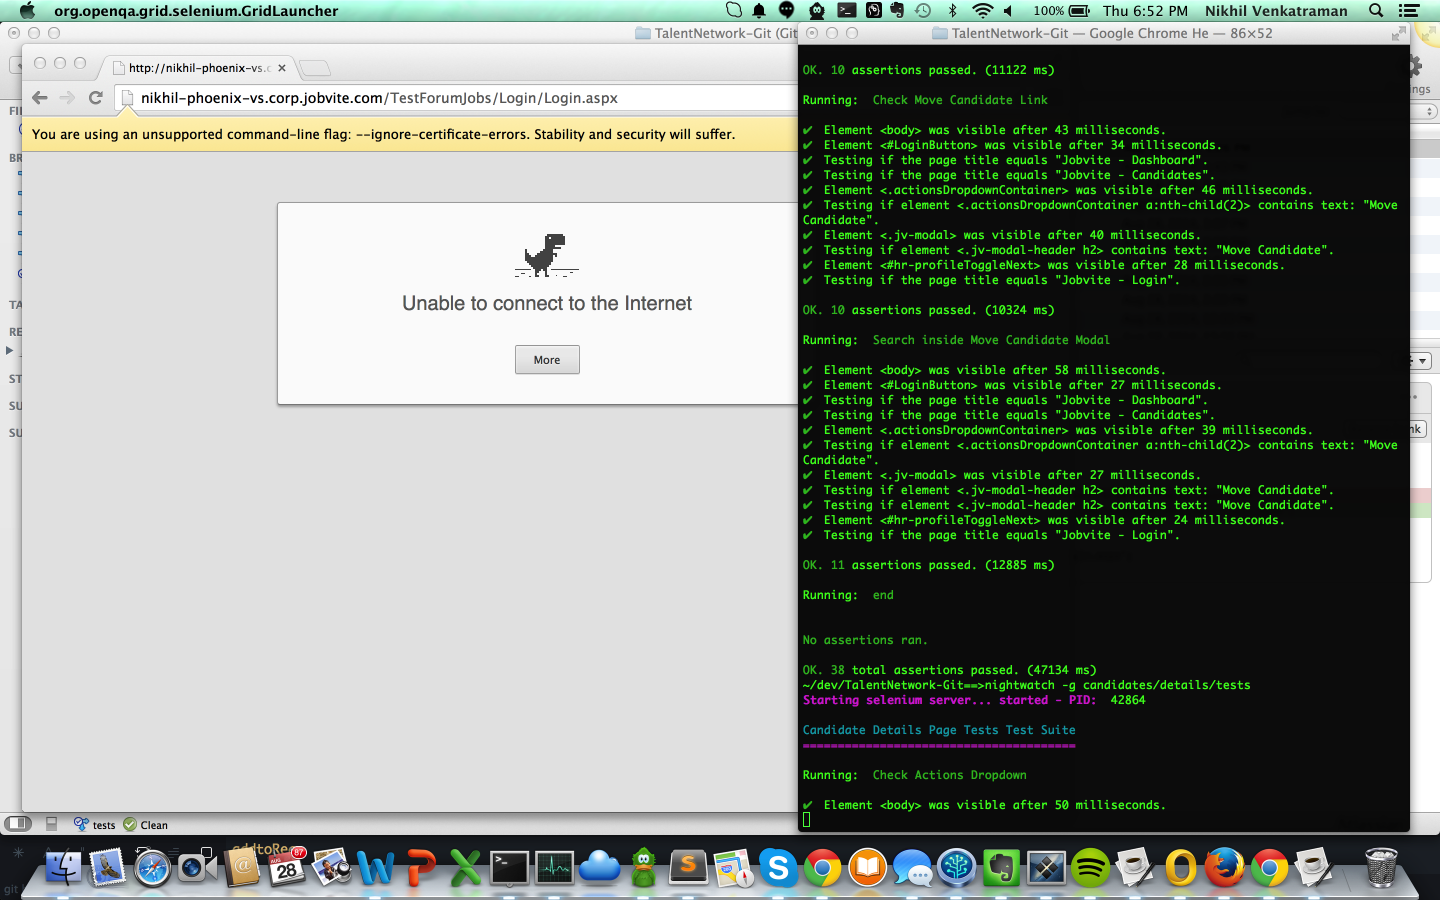 org.openqa.grid.selenium.GridLauncher
100%
Thu 6:52 PM
Nikhil Venkatraman
TalentNetwork-Git (Git
http://nikhil-phoenix-vs.c
nikhil-phoenix-vs.corp.jobvite.com/TestForumJobs/Login/Login.aspx
You are using an unsupported command-line flag: --ignore-certificate-errors. Stability and security will suffer.
Unable to connect to the Internet
More
FI
BR
TA
RE
ST
SU
SU
tests
Clean
TalentNetwork-Git — Google Chrome He — 86×52
OK. 10 assertions passed. (11122 ms)
Running:  Check Move Candidate Link
✔  Element <body> was visible after 43 milliseconds.
✔  Element <#LoginButton> was visible after 34 milliseconds.
✔  Testing if the page title equals "Jobvite - Dashboard".
✔  Testing if the page title equals "Jobvite - Candidates".
✔  Element <.actionsDropdownContainer> was visible after 46 milliseconds.
✔  Testing if element <.actionsDropdownContainer a:nth-child(2)> contains text: "Move
Candidate".
✔  Element <.jv-modal> was visible after 40 milliseconds.
✔  Testing if element <.jv-modal-header h2> contains text: "Move Candidate".
✔  Element <#hr-profileToggleNext> was visible after 28 milliseconds.
✔  Testing if the page title equals "Jobvite - Login".
OK. 10 assertions passed. (10324 ms)
Running:  Search inside Move Candidate Modal
✔  Element <body> was visible after 58 milliseconds.
✔  Element <#LoginButton> was visible after 27 milliseconds.
✔  Testing if the page title equals "Jobvite - Dashboard".
✔  Testing if the page title equals "Jobvite - Candidates".
✔  Element <.actionsDropdownContainer> was visible after 39 milliseconds.
✔  Testing if element <.actionsDropdownContainer a:nth-child(2)> contains text: "Move
Candidate".
✔  Element <.jv-modal> was visible after 27 milliseconds.
✔  Testing if element <.jv-modal-header h2> contains text: "Move Candidate".
✔  Testing if element <.jv-modal-header h2> contains text: "Move Candidate".
✔  Element <#hr-profileToggleNext> was visible after 24 milliseconds.
✔  Testing if the page title equals "Jobvite - Login".
OK. 11 assertions passed. (12885 ms)
Running:  end
No assertions ran.
OK. 38 total assertions passed. (47134 ms)
~/dev/TalentNetwork-Git==>nightwatch -g candidates/details/tests
Starting selenium server... started - PID:  42864
Candidate Details Page Tests Test Suite
=======================================
Running:  Check Actions Dropdown
✔  Element <body> was visible after 50 milliseconds.
ngs
nk
AUG
28
87
git